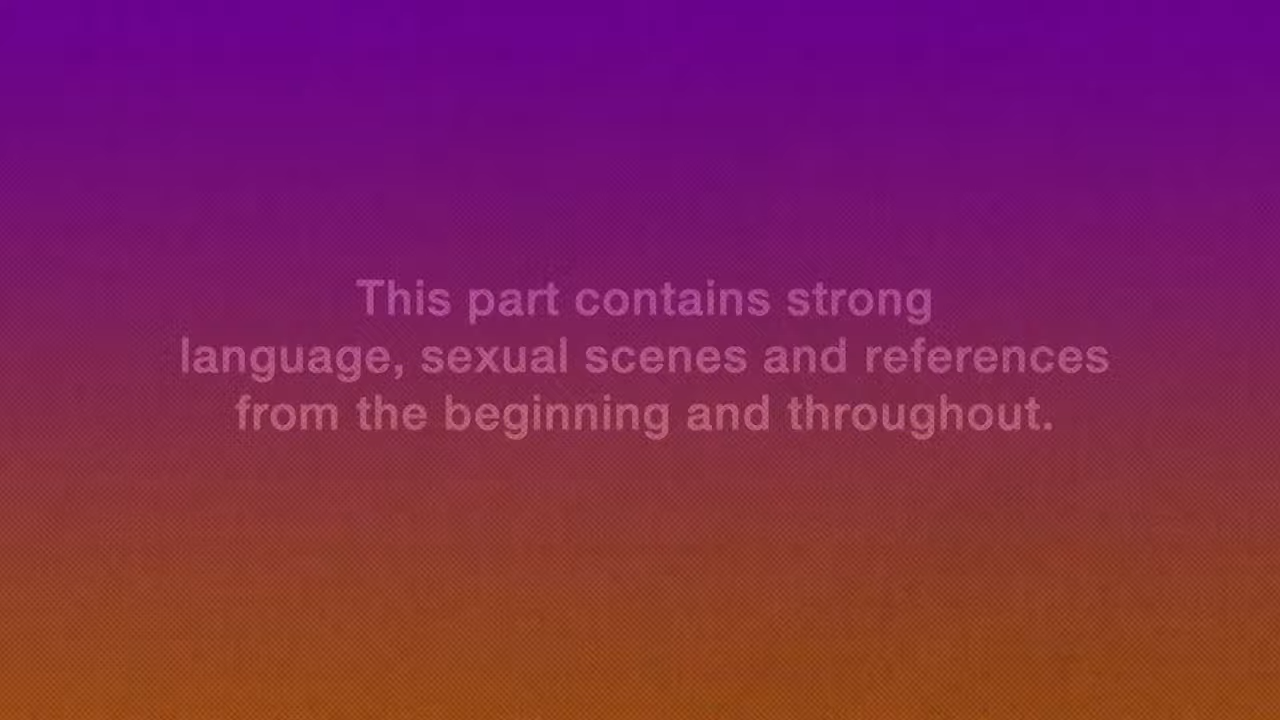 This part contains strong
language, sexual scenes and references
from the beginning and throughout.